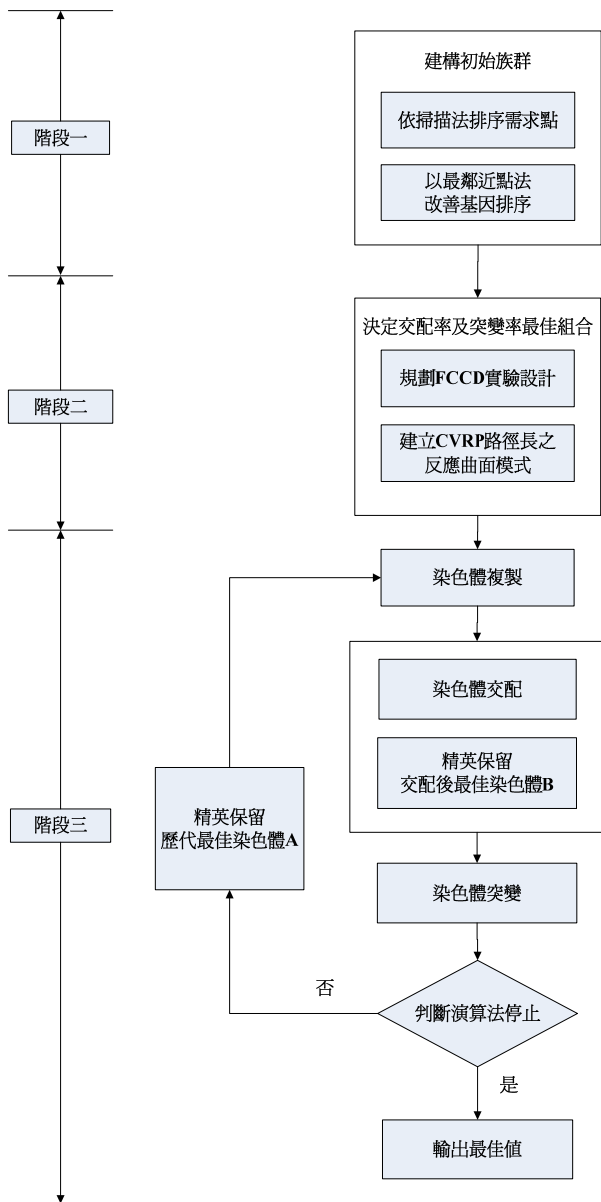 建構初始族群
依掃描法排序需求點
階段一
以最鄰近點法
改善基因排序
決定交配率及突變率最佳組合
規劃FCCD實驗設計
階段二
建立CVRP路徑長之
反應曲面模式
染色體複製
染色體交配
精英保留
交配後最佳染色體B
精英保留
歷代最佳染色體A
階段三
染色體突變
否
判斷演算法停止
是
輸出最佳值